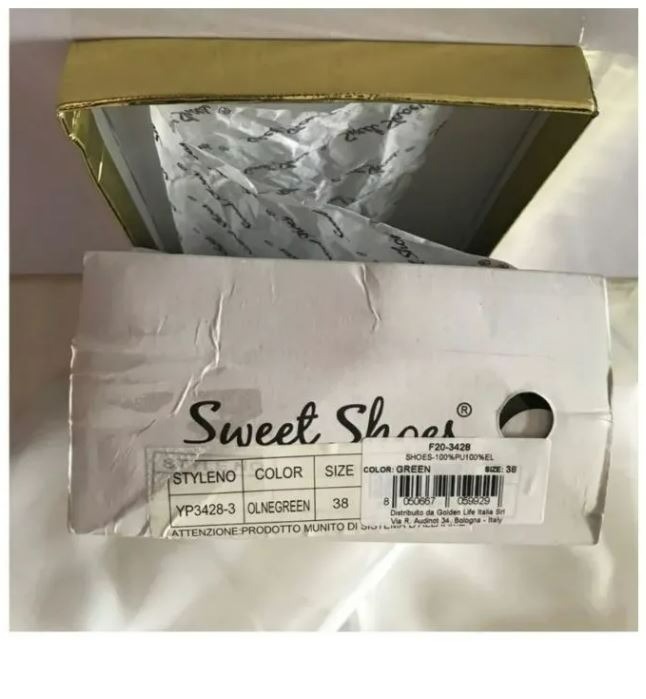 Sweet Shoes®
STYLENO COLOR SIZE
YP3428-3 OLNEGREEN 38
ATTENZIONE:PRODOTTO MUNITO DI
F20-3428
SHOES-100%PU100%EL
COLOR: GREEN SIZE: 38
8 050667 059929
Distribuito da Golden Life Italia Srl
Via R. Audinot 34, Bologna - Italy